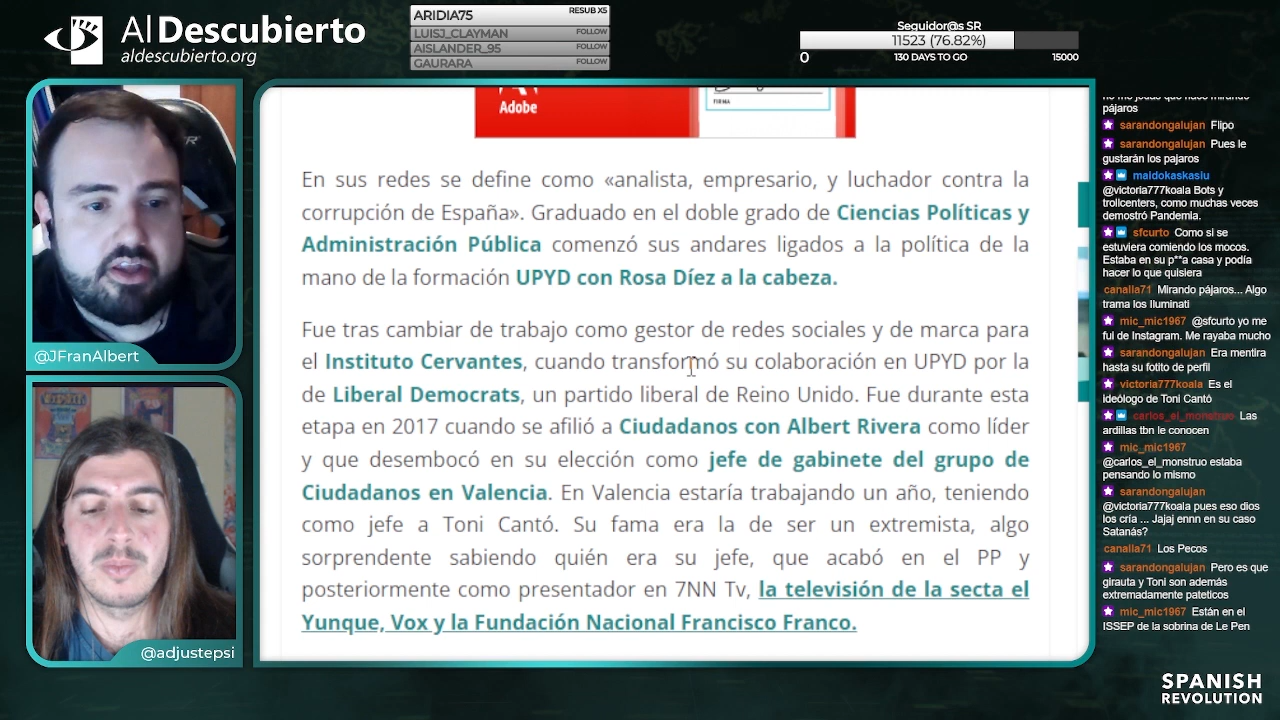 Al Descubierto
aldescubierto.org
ARIDIA75 RESUB X5
LUISJ_CLAYMAN FOLLOW
AISLANDER_95 FOLLOW
GAURARA FOLLOW
Seguidor@s SR
11523 (76.82%)
0 130 DAYS TO GO 15000
@JFranAlbert
@adjustepsi
Adobe
FIRMA
En sus redes se define como «analista, empresario, y luchador contra la
corrupción de España». Graduado en el doble grado de Ciencias Políticas y
Administración Pública comenzó sus andares ligados a la política de la
mano de la formación UPYD con Rosa Díez a la cabeza.
Fue tras cambiar de trabajo como gestor de redes sociales y de marca para
el Instituto Cervantes, cuando transformó su colaboración en UPYD por la
de Liberal Democrats, un partido liberal de Reino Unido. Fue durante esta
etapa en 2017 cuando se afilió a Ciudadanos con Albert Rivera como líder
y que desembocó en su elección como jefe de gabinete del grupo de
Ciudadanos en Valencia. En Valencia estaría trabajando un año, teniendo
como jefe a Toni Cantó. Su fama era la de ser un extremista, algo
sorprendente sabiendo quién era su jefe, que acabó en el PP y
posteriormente como presentador en 7NN Tv, la televisión de la secta el
Yunque, Vox y la Fundación Nacional Francisco Franco.
pájaros
sarandongalujan Flipo
sarandongalujan Pues le
gustarán los pajaros
maldokaskasiu
@victoria777koala Bots y
trollcenters, como muchas veces
demostró Pandemia.
sfcurto Como si se
estuviera comiendo los mocos.
Estaba en su p**a casa y podía
hacer lo que quisiera
canalla71 Mirando pájaros... Algo
trama los Iluminati
mic_mic1967 @sfcurto yo me
ful de Instagram. Me rayaba mucho
sarandongalujan Era mentira
hasta su fotito de perfil
victoria777koala Es el
ideólogo de Toni Cantó
carlos_el_monstruo Las
ardillas tbn le conocen
mic_mic1967
@carlos_el_monstruo estaba
pensando lo mismo
sarandongalujan
@victoria777koala pues eso dios
los cría ... Jajaj ennn en su caso
Satanás?
canalla71 Los Pecos
sarandongalujan Pero es que
girauta y Toni son además
extremadamente pateticos
mic_mic1967 Están en el
ISSEP de la sobrina de Le Pen
SPANISH
REVOLUTION